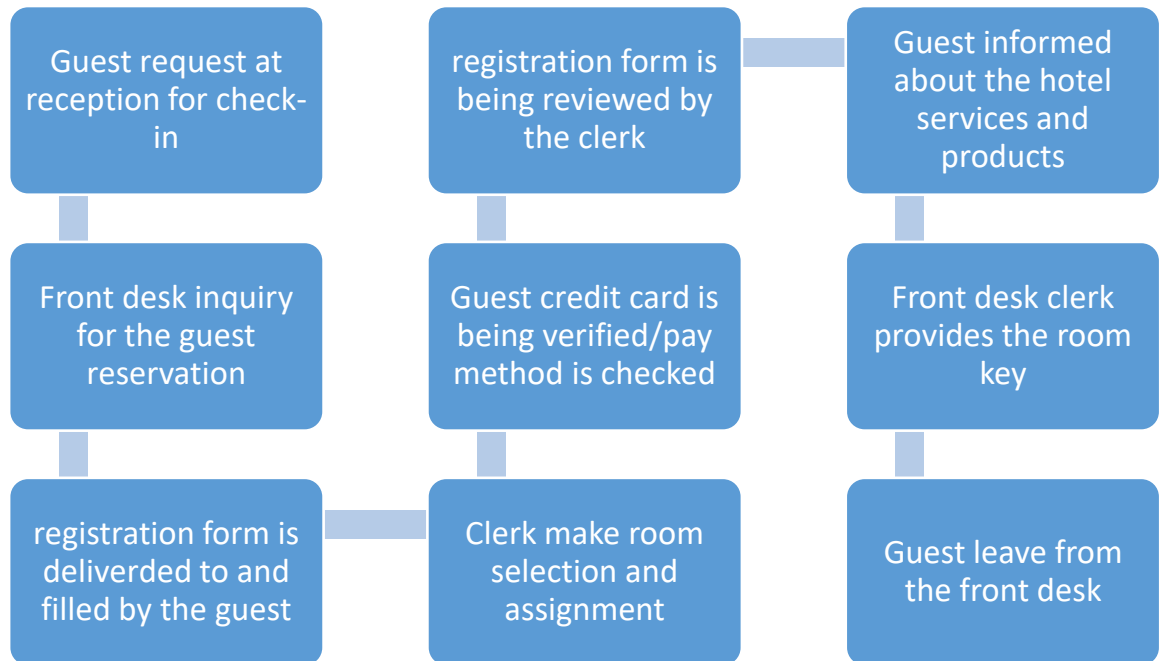 Guest request at
reception for check-
in
Front desk inquiry
for the guest
reservation
registration form is
deliverded to and
filled by the guest
Clerk make room
selection and
assignment
Guest credit card is
being verified/pay
method is checked
registration form is
being reviewed by
the clerk
Guest informed
about the hotel
services and
products
Front desk clerk
provides the room
key
Guest leave from
the front desk